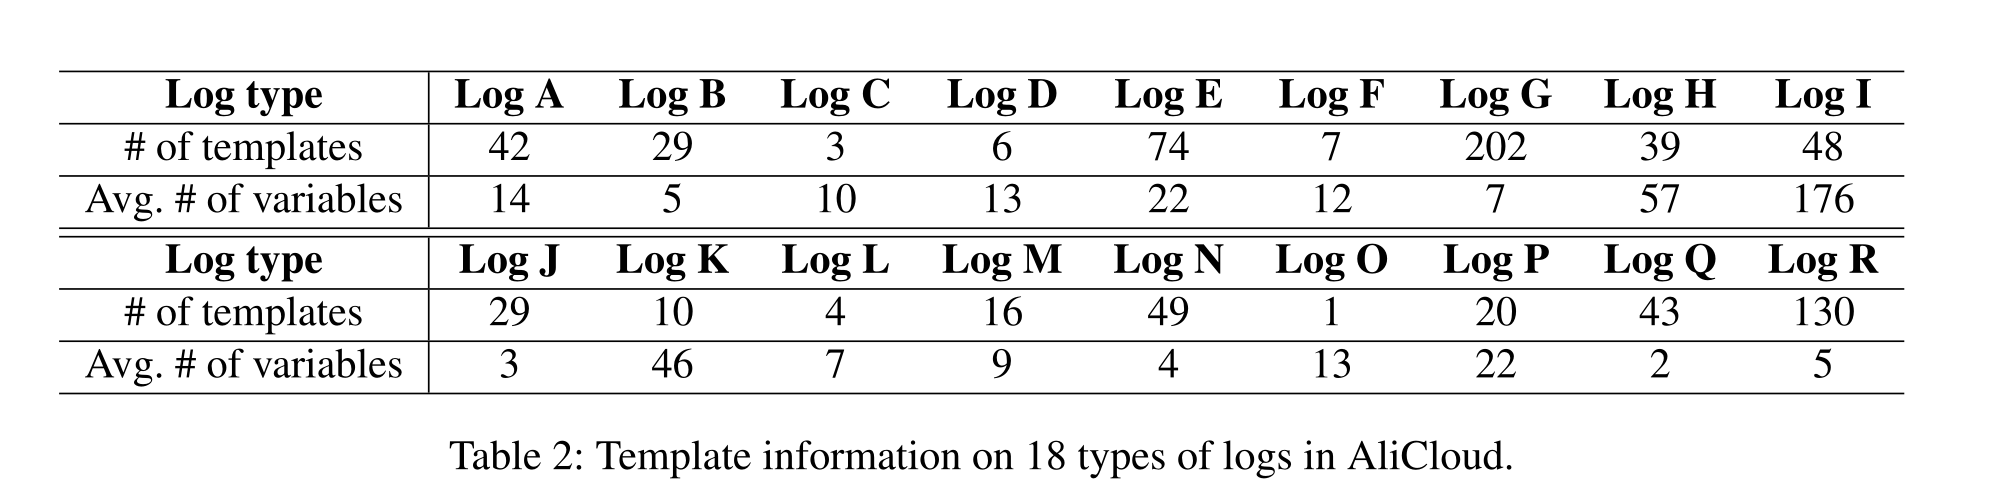 Log type Log A Log B Log C Log D Log E Log F Log G Log H Log I
# of templates 42 29 3 6 74 7 202 39 48
Avg. # of variables 14 5 10 13 22 12 7 57 176
Log type Log J Log K Log L Log M Log N Log O Log P Log Q Log R
# of templates 29 10 4 16 49 1 20 43 130
Avg. # of variables 3 46 7 9 4 13 22 2 5
Table 2: Template information on 18 types of logs in AliCloud.